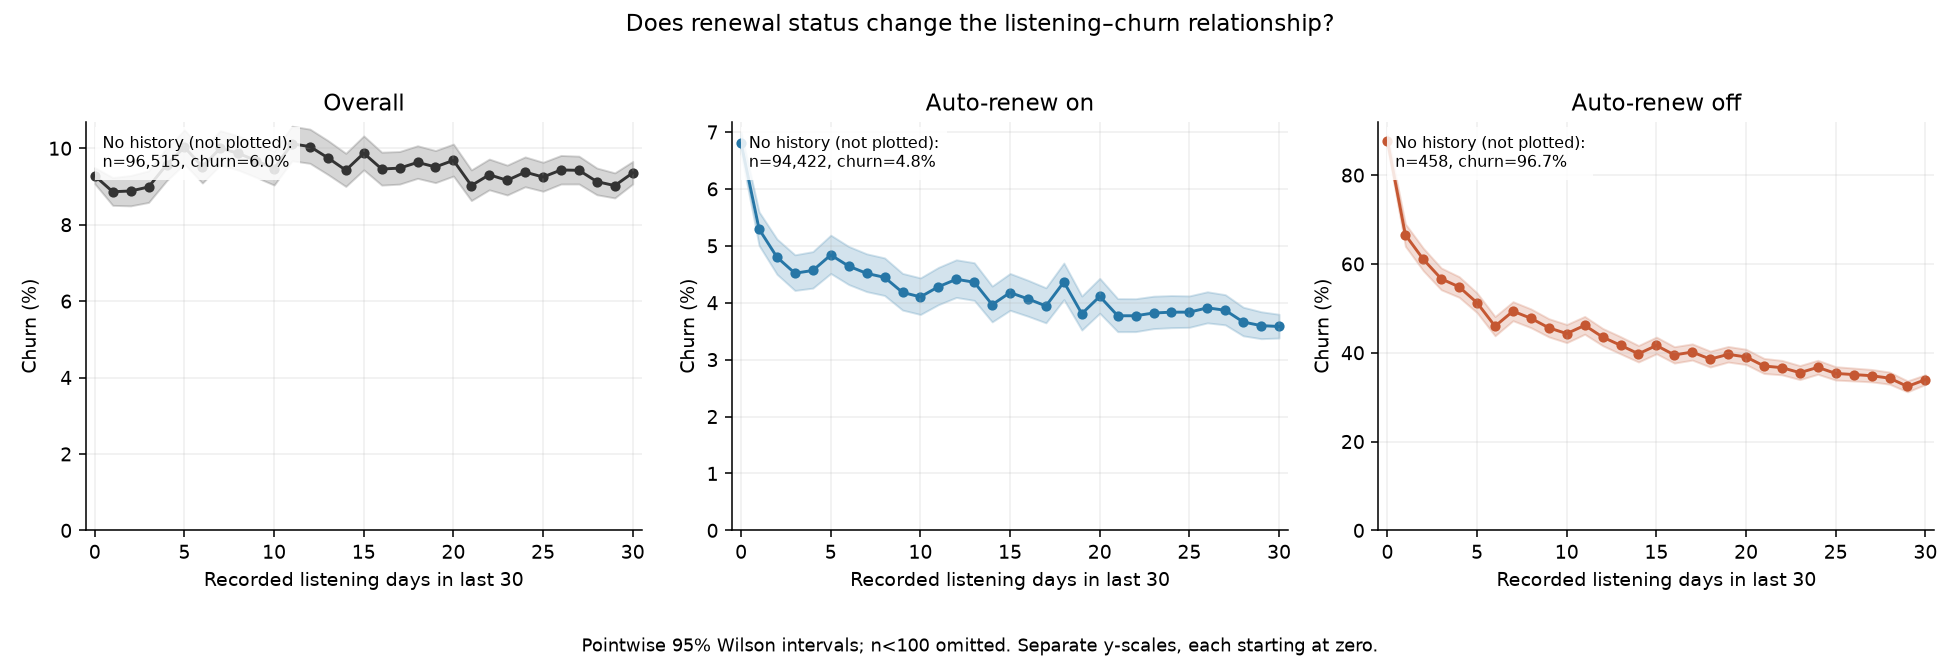 Does renewal status change the listening–churn relationship?
Overall
Churn (%)
10
8
6
4
2
0
No history (not plotted):
n=96,515, churn=6.0%
0 5 10 15 20 25 30
Recorded listening days in last 30
Auto-renew on
Churn (%)
7
6
5
4
3
2
1
0
No history (not plotted):
n=94,422, churn=4.8%
0 5 10 15 20 25 30
Recorded listening days in last 30
Auto-renew off
Churn (%)
80
60
40
20
0
No history (not plotted):
n=458, churn=96.7%
0 5 10 15 20 25 30
Recorded listening days in last 30
Pointwise 95% Wilson intervals; n<100 omitted. Separate y-scales, each starting at zero.